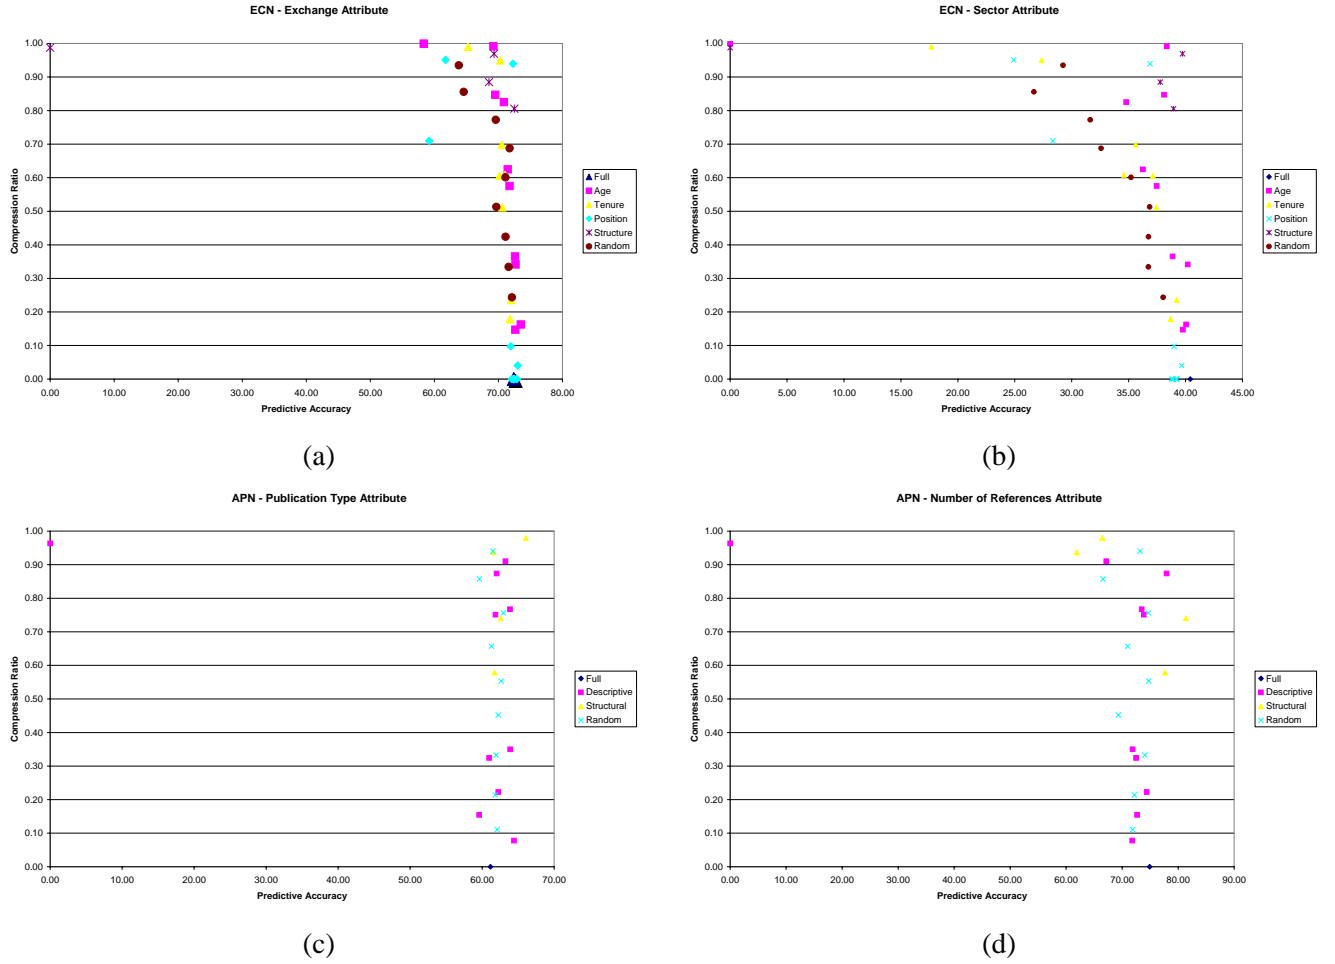 ECN - Exchange Attribute
1.00
0.90
0.80
0.70
0.60
0.50
0.40
0.30
0.20
0.10
0.00
Compression Ratio
0.00 10.00 20.00 30.00 40.00 50.00 60.00 70.00 80.00
Predictive Accuracy
Full
Age
Tenure
Position
Structure
Random
(a)
ECN - Sector Attribute
1.00
0.90
0.80
0.70
0.60
0.50
0.40
0.30
0.20
0.10
0.00
Compression Ratio
0.00 5.00 10.00 15.00 20.00 25.00 30.00 35.00 40.00 45.00
Predictive Accuracy
Full
Age
Tenure
Position
Structure
Random
(b)
APN - Publication Type Attribute
1.00
0.90
0.80
0.70
0.60
0.50
0.40
0.30
0.20
0.10
0.00
Compression Ratio
0.00 10.00 20.00 30.00 40.00 50.00 60.00 70.00
Predictive Accuracy
Full
Descriptive
Structural
Random
(c)
APN - Number of References Attribute
1.00
0.90
0.80
0.70
0.60
0.50
0.40
0.30
0.20
0.10
0.00
Compression Ratio
0.00 10.00 20.00 30.00 40.00 50.00 60.00 70.00 80.00 90.00
Predictive Accuracy
Full
Descriptive
Structural
Random
(d)